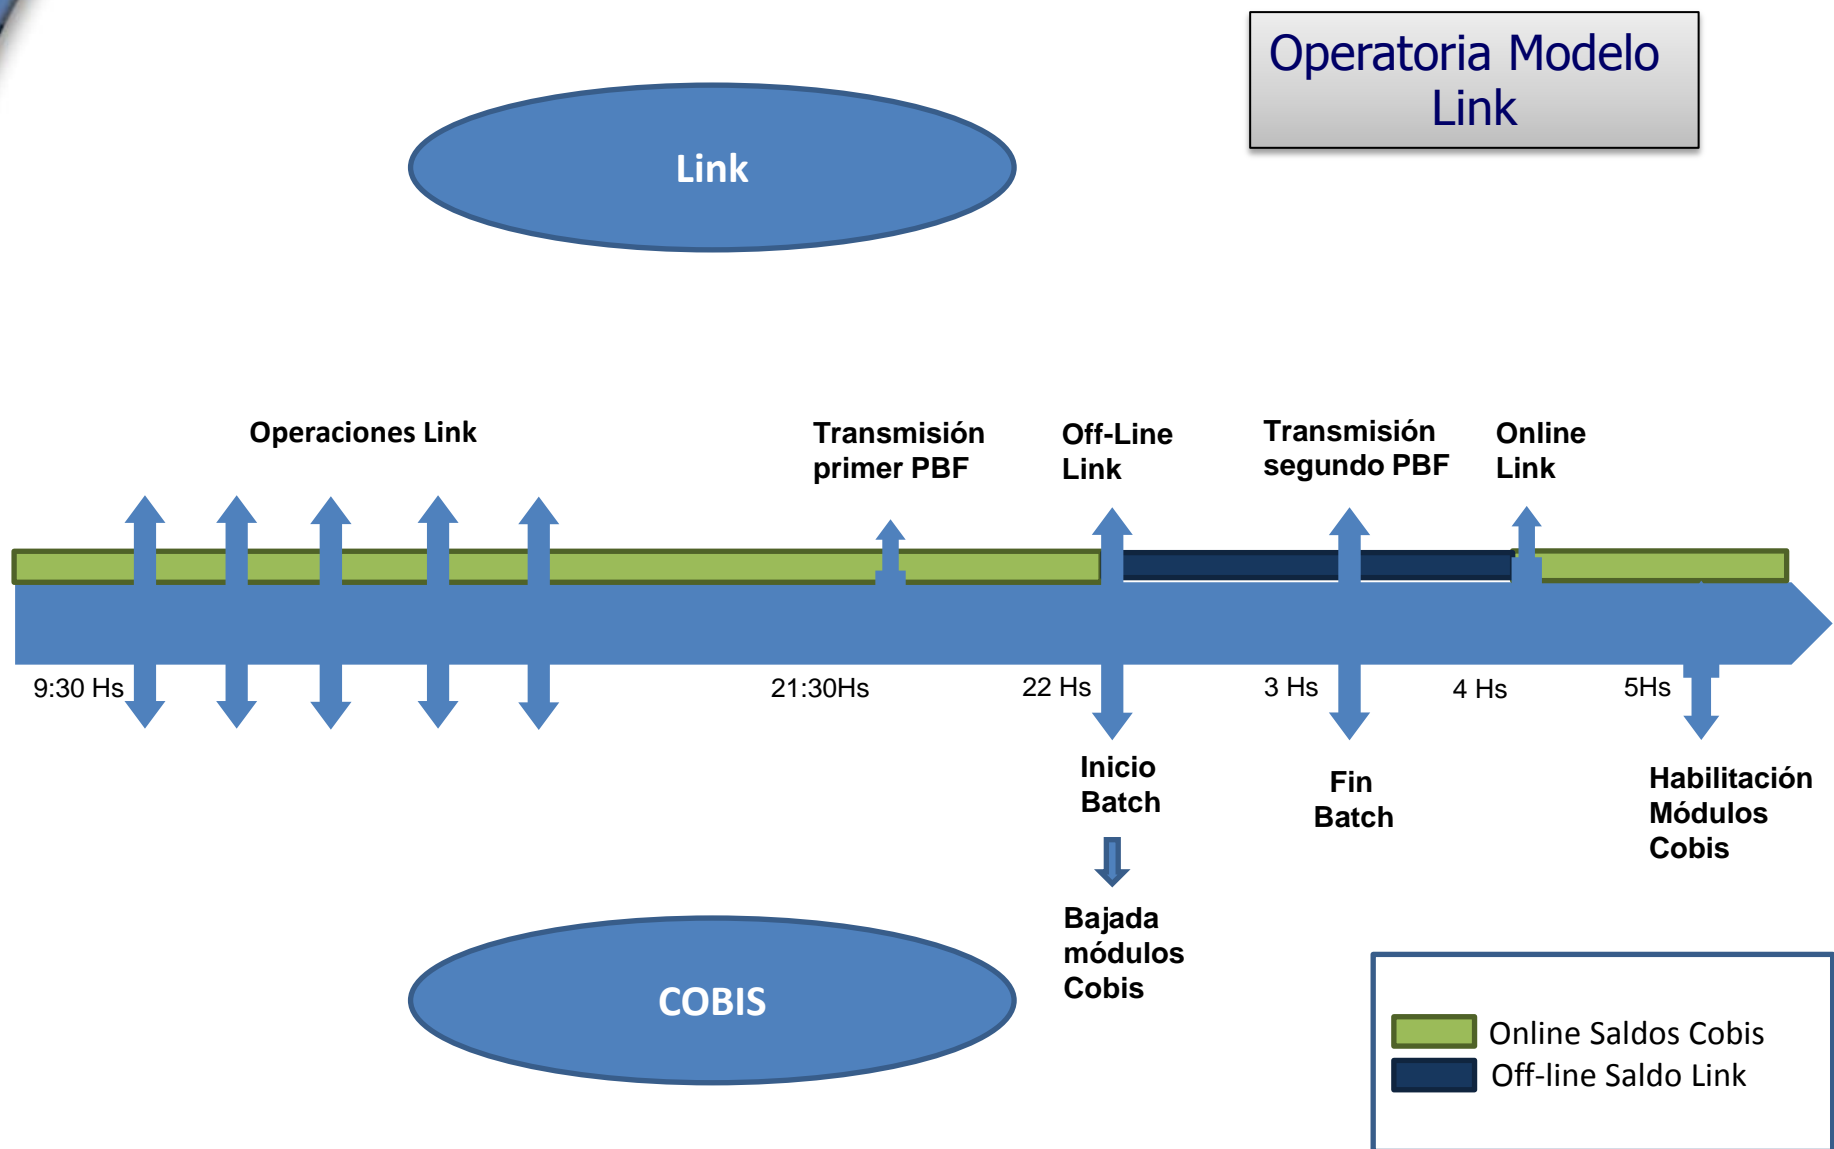 Operatoria Modelo
Link
Link
Operaciones Link
Transmisión
primer PBF
Off-Line
Link
Transmisión
segundo PBF
Online
Link
9:30 Hs
21:30Hs
22 Hs
3 Hs
4 Hs
5Hs
Inicio
Batch
Fin
Batch
Habilitación
Módulos
Cobis
Bajada
módulos
Cobis
COBIS
Online Saldos Cobis
Off-line Saldo Link